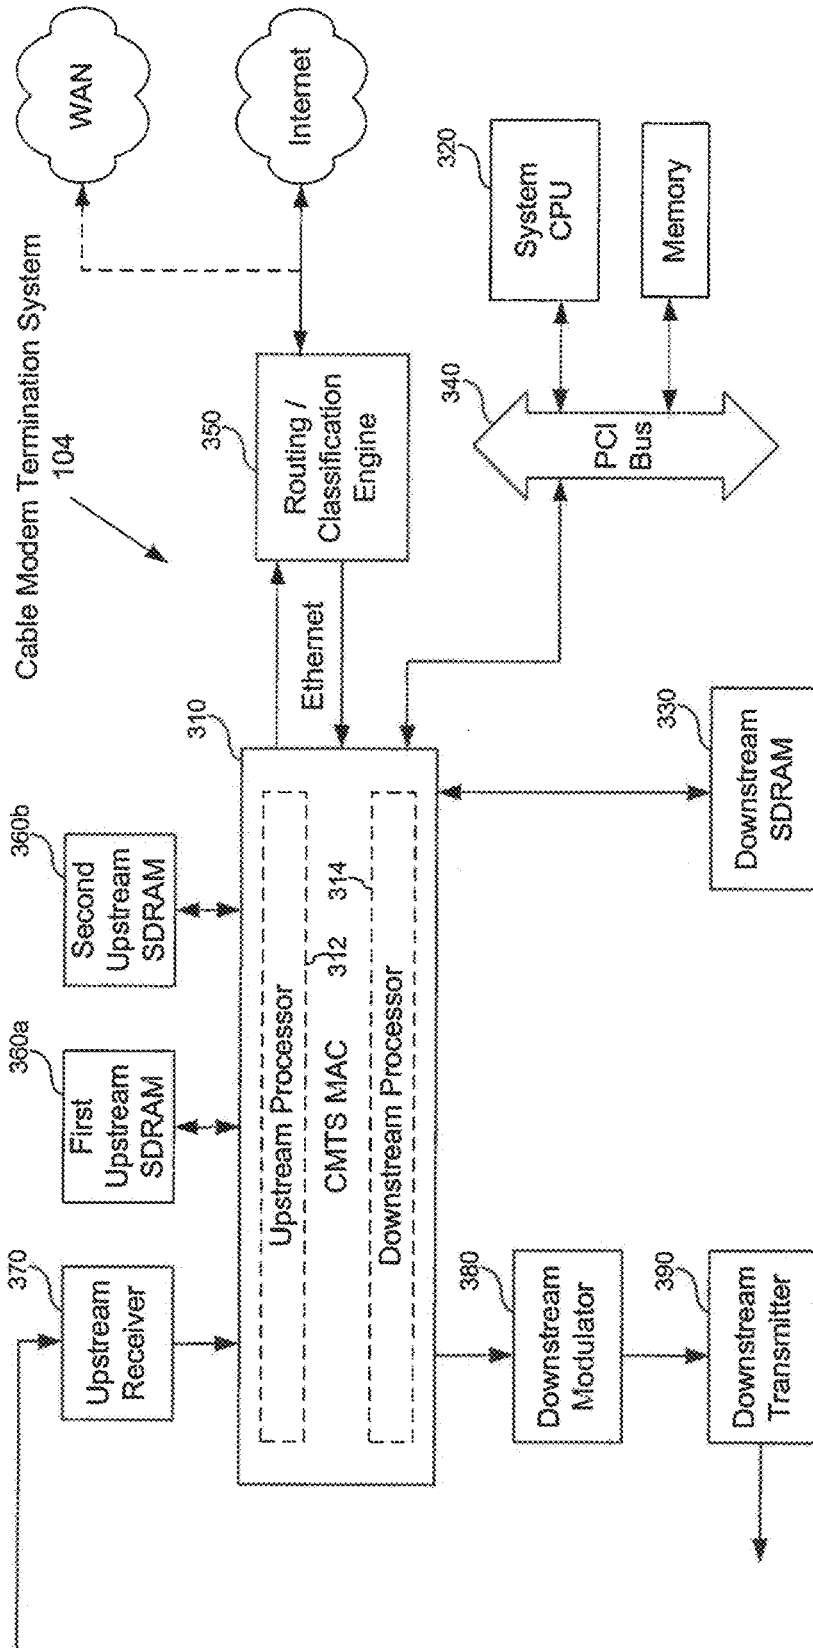 Cable Modem Termination System
104
370
Upstream
Receiver
360a
First
Upstream
SDRAM
360b
Second
Upstream
SDRAM
310
Upstream Processor
312
CMTS MAC
314
Downstream Processor
Ethernet
350
Routing /
Classification
Engine
WAN
Internet
380
Downstream
Modulator
390
Downstream
Transmitter
330
Downstream
SDRAM
340
PCI
Bus
320
System
CPU
Memory